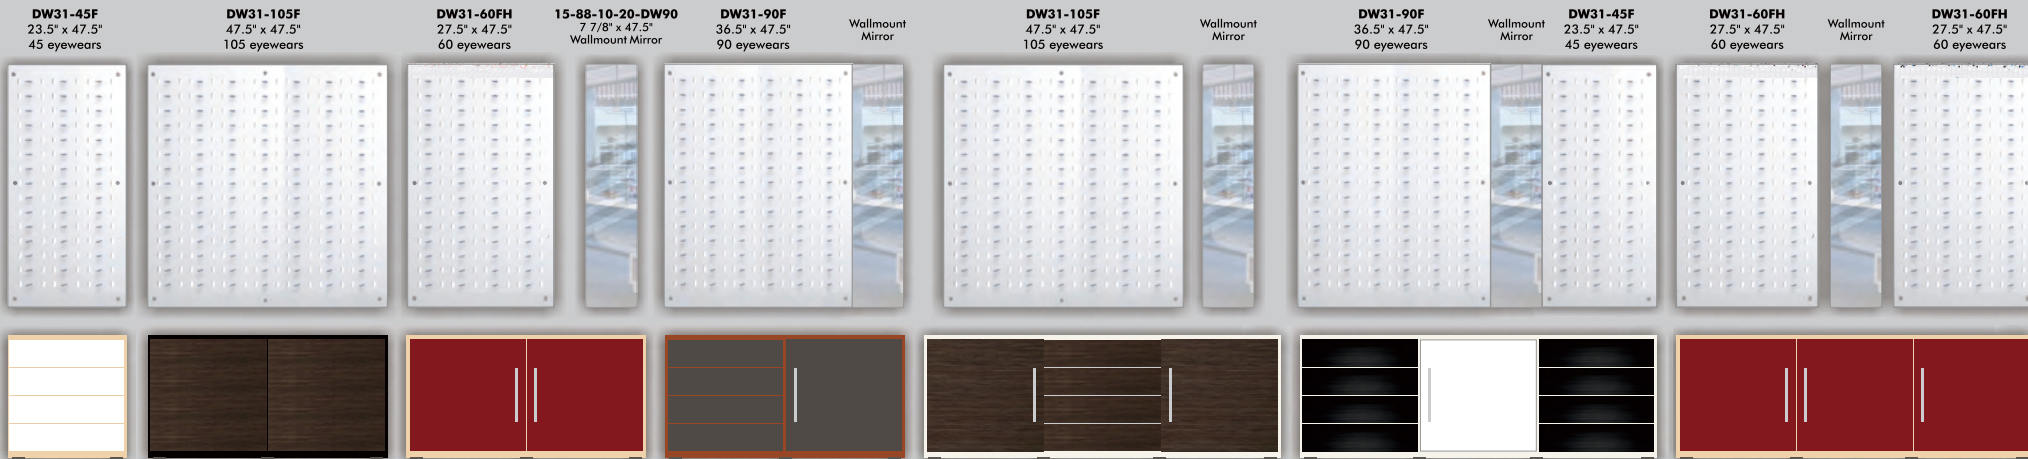 DW31-45F
23.5" x 47.5"
45 eyewears
DW31-105F
47.5" x 47.5"
105 eyewears
DW31-60FH
27.5" x 47.5"
60 eyewears
15-88-10-20-DW90
7 7/8" x 47.5"
Wallmount Mirror
DW31-90F
36.5" x 47.5"
90 eyewears
Wallmount
Mirror
DW31-105F
47.5" x 47.5"
105 eyewears
Wallmount
Mirror
DW31-90F
36.5" x 47.5"
90 eyewears
Wallmount
Mirror
DW31-45F
23.5" x 47.5"
45 eyewears
DW31-60FH
27.5" x 47.5"
60 eyewears
Wallmount
Mirror
DW31-60FH
27.5" x 47.5"
60 eyewears